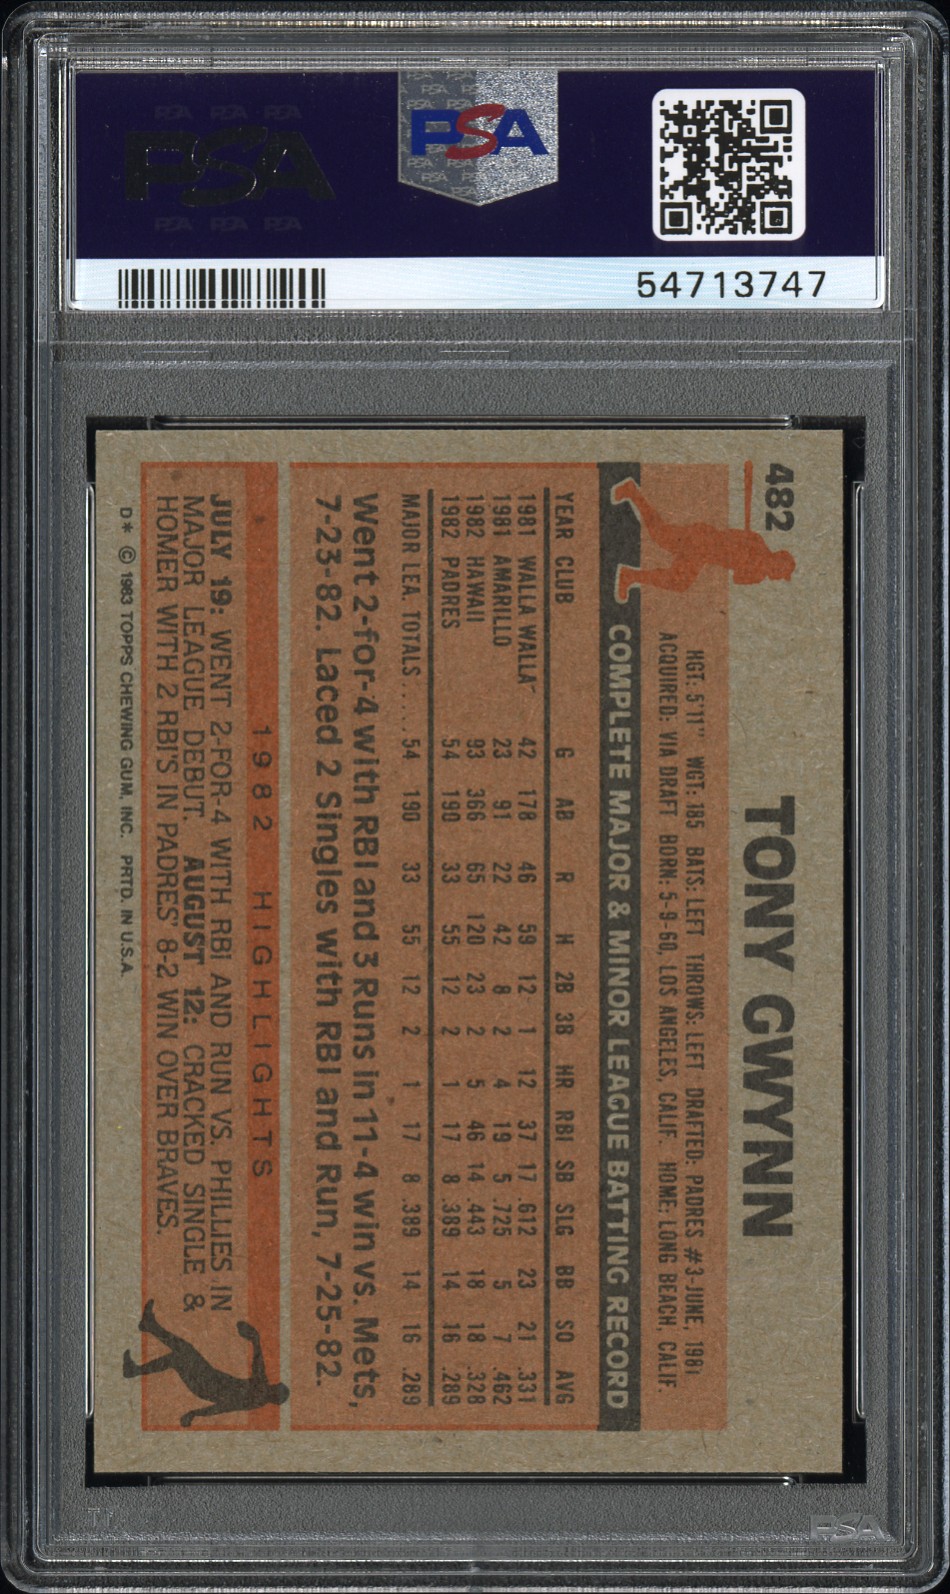 PSA
PSA
54713747
482
TONY GWYNN
HGT: 5'11" WGT: 185 BATS: LEFT THROWS: LEFT DRAFTED: PADRES #3-JUNE, 1981
ACQUIRED: VIA DRAFT BORN: 5-9-60, LOS ANGELES, CALIF. HOME: LONG BEACH, CALIF.
COMPLETE MAJOR & MINOR LEAGUE BATTING RECORD
YEAR CLUB G AB R H 2B 3B HR RBI SB SLG BB SO AVG
1981 WALLA WALLA 42 178 46 59 12 1 12 37 17 .612 23 21 .331
1981 AMARILLO 23 91 22 42 8 2 4 19 5 .725 5 7 .462
1982 HAWAII 93 366 65 120 23 2 5 46 14 .443 18 18 .328
1982 PADRES 54 190 33 55 12 2 1 17 8 .389 14 16 .289
MAJOR LEA. TOTALS .... 54 190 33 55 12 2 1 17 8 .389 14 16 .289
Went 2-for-4 with RBI and 3 Runs in 11-4 win vs. Mets,
7-23-82. Laced 2 Singles with RBI and Run, 7-25-82.
1982 HIGHLIGHTS
JULY 19: WENT 2-FOR-4 WITH RBI AND RUN VS. PHILLIES IN
MAJOR LEAGUE DEBUT. AUGUST 12: CRACKED SINGLE &
HOMER WITH 2 RBI'S IN PADRES' 8-2 WIN OVER BRAVES.
D* © 1983 TOPPS CHEWING GUM, INC. PRTD. IN U.S.A.
PSA